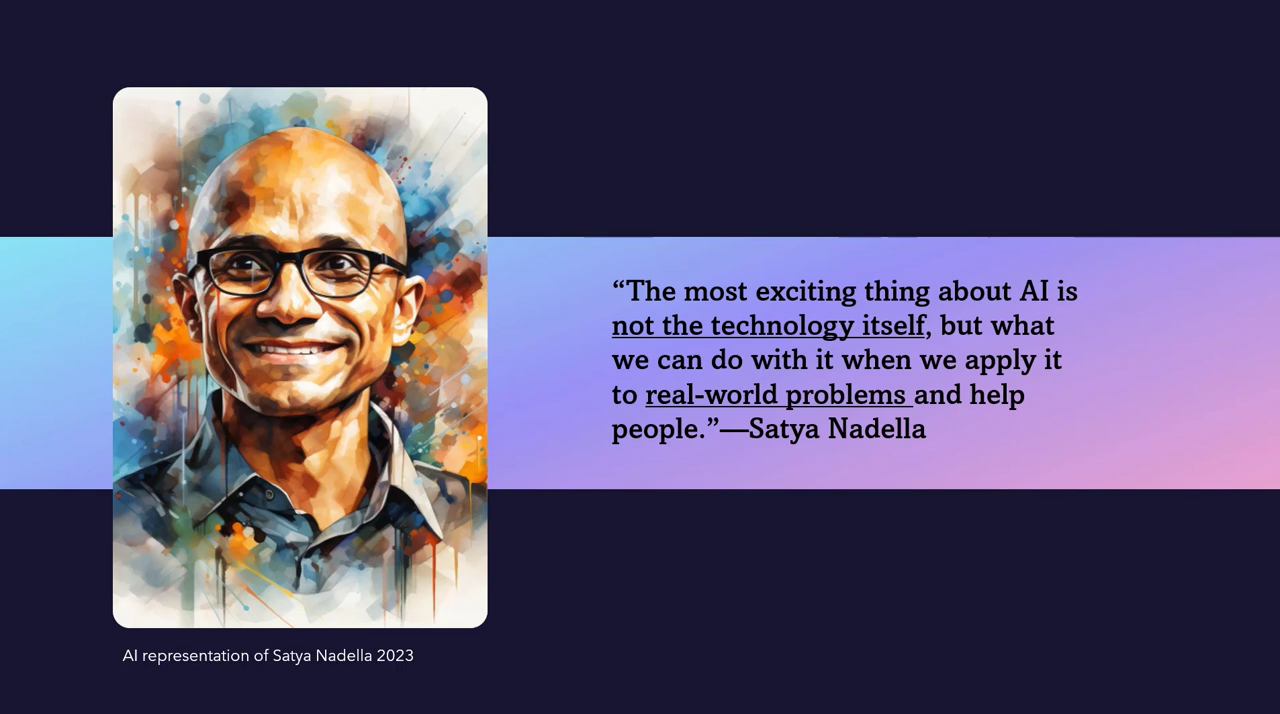 “The most exciting thing about AI is
not the technology itself, but what
we can do with it when we apply it
to real-world problems and help
people.”—Satya Nadella
AI representation of Satya Nadella 2023